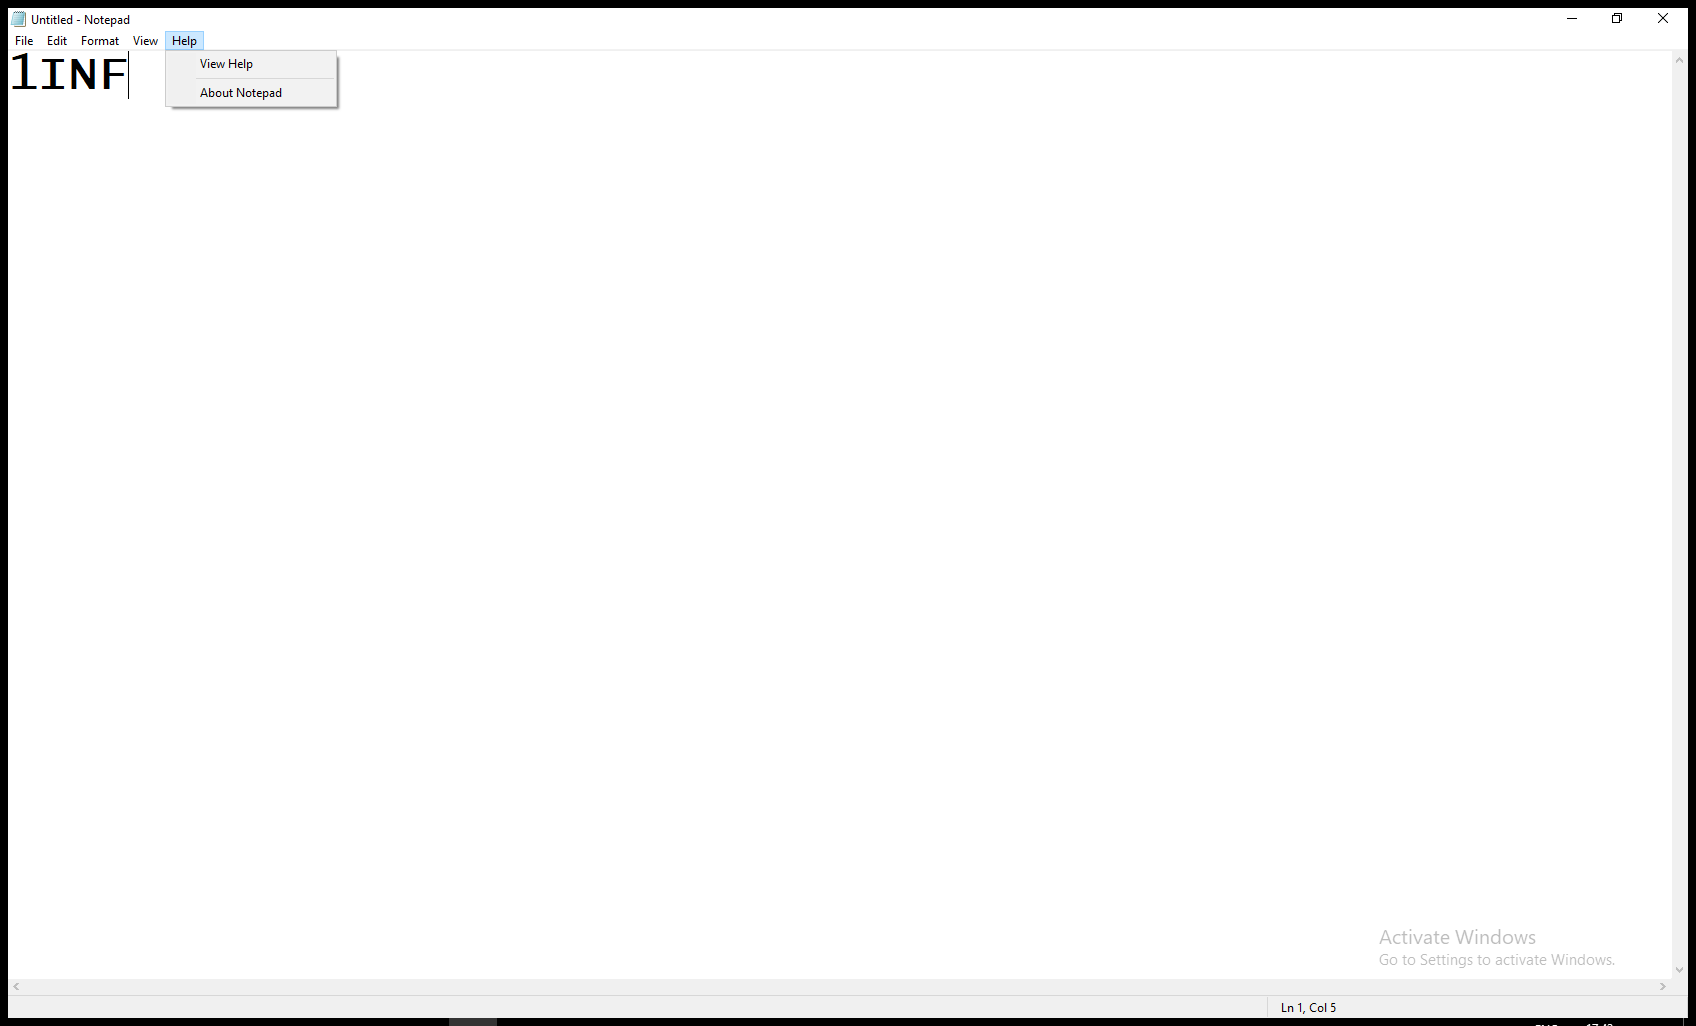 Untitled - Notepad
File Edit Format View Help
1INF
View Help
About Notepad
Activate Windows
Go to Settings to activate Windows.
Ln 1, Col 5